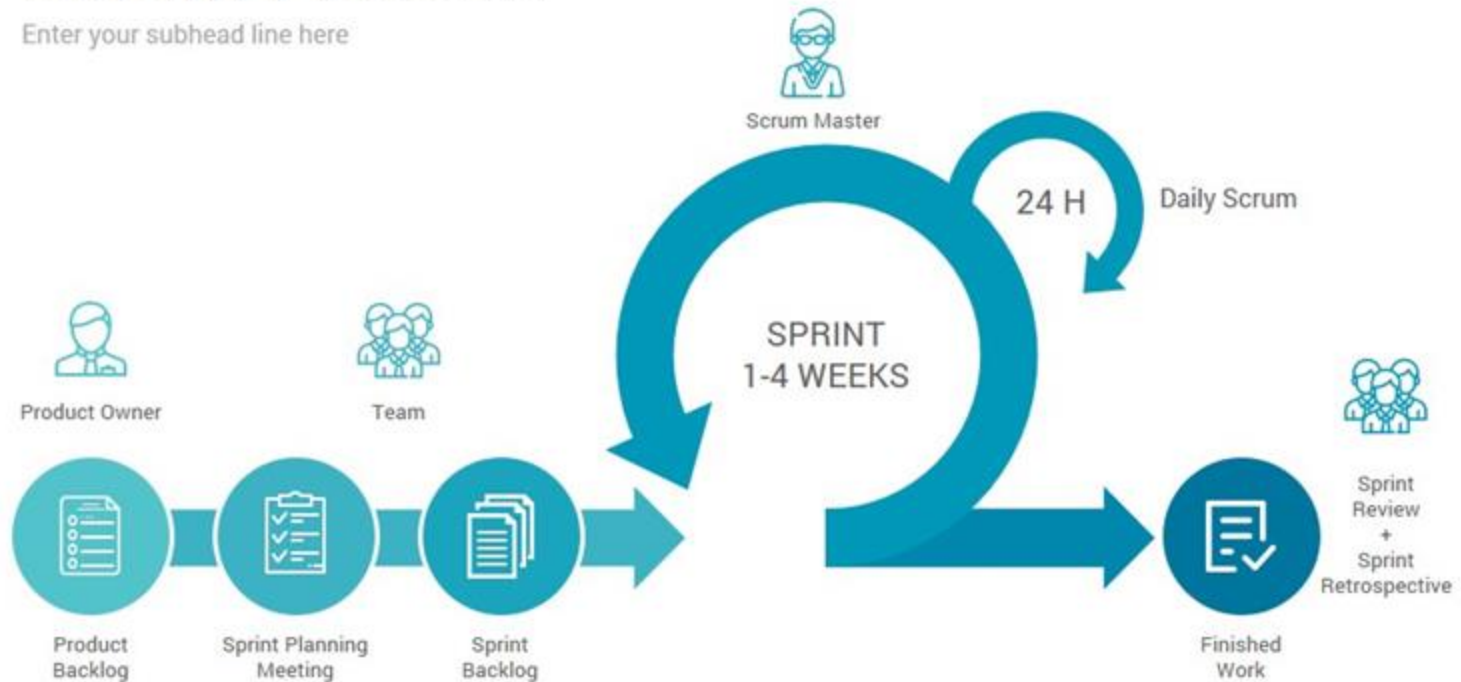 Enter your subhead line here
Scrum Master
24 H
Daily Scrum
SPRINT
1-4 WEEKS
Product Owner
Team
Sprint
Review
+
Sprint
Retrospective
Product
Backlog
Sprint Planning
Meeting
Sprint
Backlog
Finished
Work